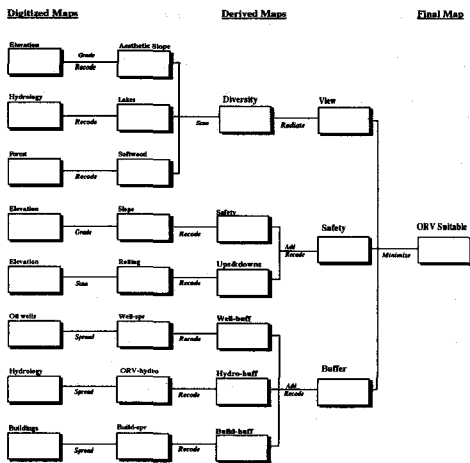 Digitized Maps Derived Maps Final Map
Elevation Grade Recode Aesthetic Slope
Hydrology Recode Lakes Scan Diversity Radiate View
Forest Recode Softwood
Elevation Grade Slope Recode Safety Add Recode Safety Minimize ORV Suitable
Elevation Scan Rolling Recode Ups&downs
Oil wells Spread Well-spr Recode Well-buff
Hydrology Spread ORV-hydro Recode Hydro-buff Add Recode Buffer
Buildings Spread Build-spr Recode Build-buff